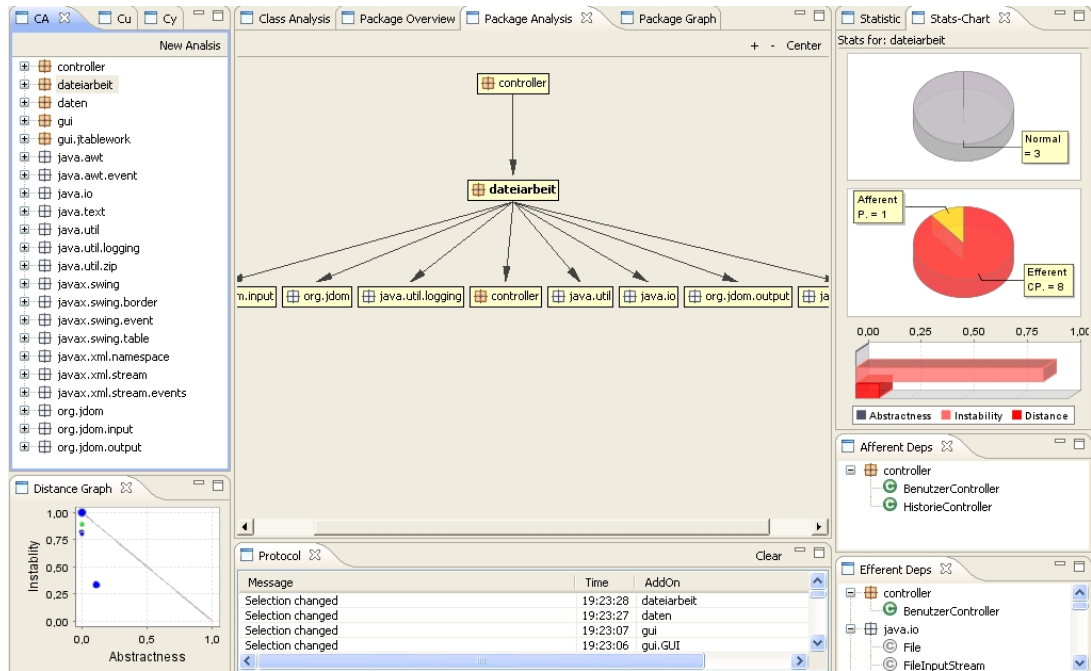 CA
Cu
Cy
New Analsis
controller
dateiarbeit
daten
gui
gui.jtablework
java.awt
java.awt.event
java.io
java.text
java.util
java.util.logging
java.util.zip
javax.swing
javax.swing.border
javax.swing.event
javax.swing.table
javax.xml.namespace
javax.xml.stream
javax.xml.stream.events
org.jdom
org.jdom.input
org.jdom.output
Distance Graph
Instablity
1,00
0,75
0,50
0,25
0,00
0,0 0,5 1,0
Abstractness
Class Analysis
Package Overview
Package Analysis
Package Graph
+ - Center
controller
dateiarbeit
m.input
org.jdom
java.util.logging
controller
java.util
java.io
org.jdom.output
ja
Protocol
Clear
Message Time AddOn
Selection changed 19:23:28 dateiarbeit
Selection changed 19:23:27 daten
Selection changed 19:23:07 gui
Selection changed 19:23:06 gui.GUI
Statistic
Stats-Chart
Stats for: dateiarbeit
Normal
= 3
Afferent
P. = 1
Efferent
CP. = 8
0,00 0,25 0,50 0,75 1,0
Abstractness Instability Distance
Afferent Deps
controller
BenutzerController
HistorieController
Efferent Deps
controller
BenutzerController
java.io
File
FileInputStream